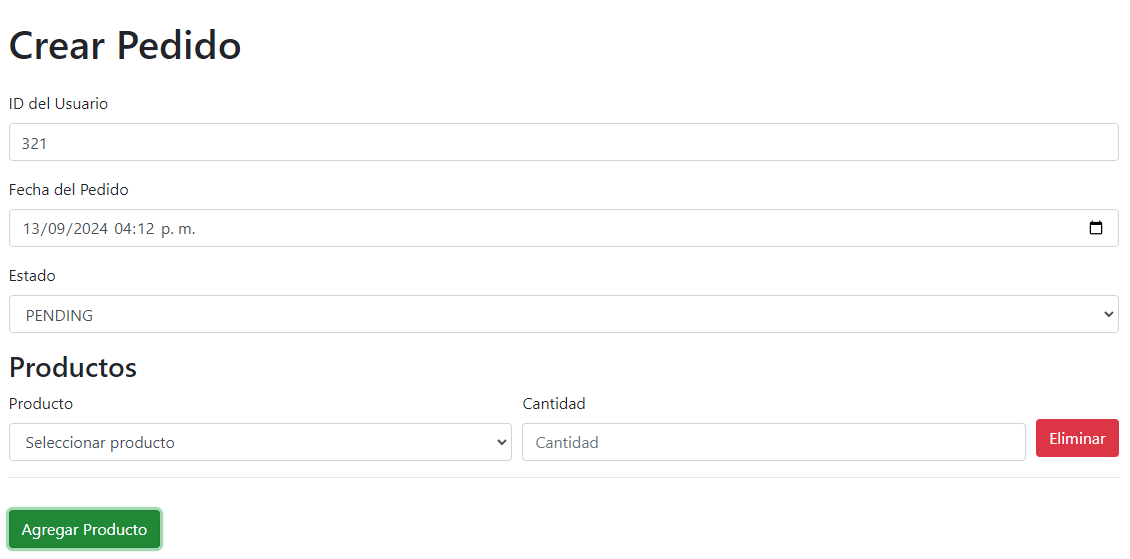 Crear Pedido
ID del Usuario
321
Fecha del Pedido
13/09/2024 04:12 p. m.
Estado
PENDING
Productos
Producto Cantidad
Seleccionar producto Cantidad Eliminar
Agregar Producto